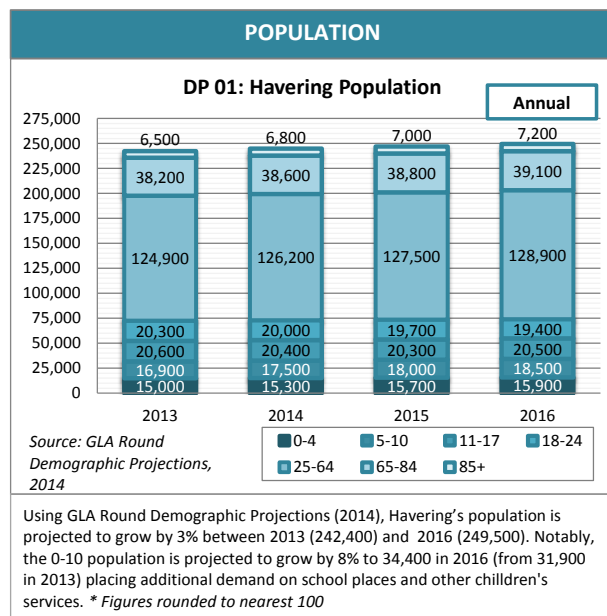 POPULATION
DP 01: Havering Population
Annual
275,000
250,000
225,000
200,000
175,000
150,000
125,000
100,000
75,000
50,000
25,000
0
6,500 6,800 7,000 7,200
38,200 38,600 38,800 39,100
124,900 126,200 127,500 128,900
20,300 20,000 19,700 19,400
20,600 20,400 20,300 20,500
16,900 17,500 18,000 18,500
15,000 15,300 15,700 15,900
2013 2014 2015 2016
Source: GLA Round
Demographic Projections,
2014
0-4 5-10 11-17 18-24
25-64 65-84 85+
Using GLA Round Demographic Projections (2014), Havering's population is
projected to grow by 3% between 2013 (242,400) and 2016 (249,500). Notably,
the 0-10 population is projected to grow by 8% to 34,400 in 2016 (from 31,900
in 2013) placing additional demand on school places and other chilldren's
services. * Figures rounded to nearest 100